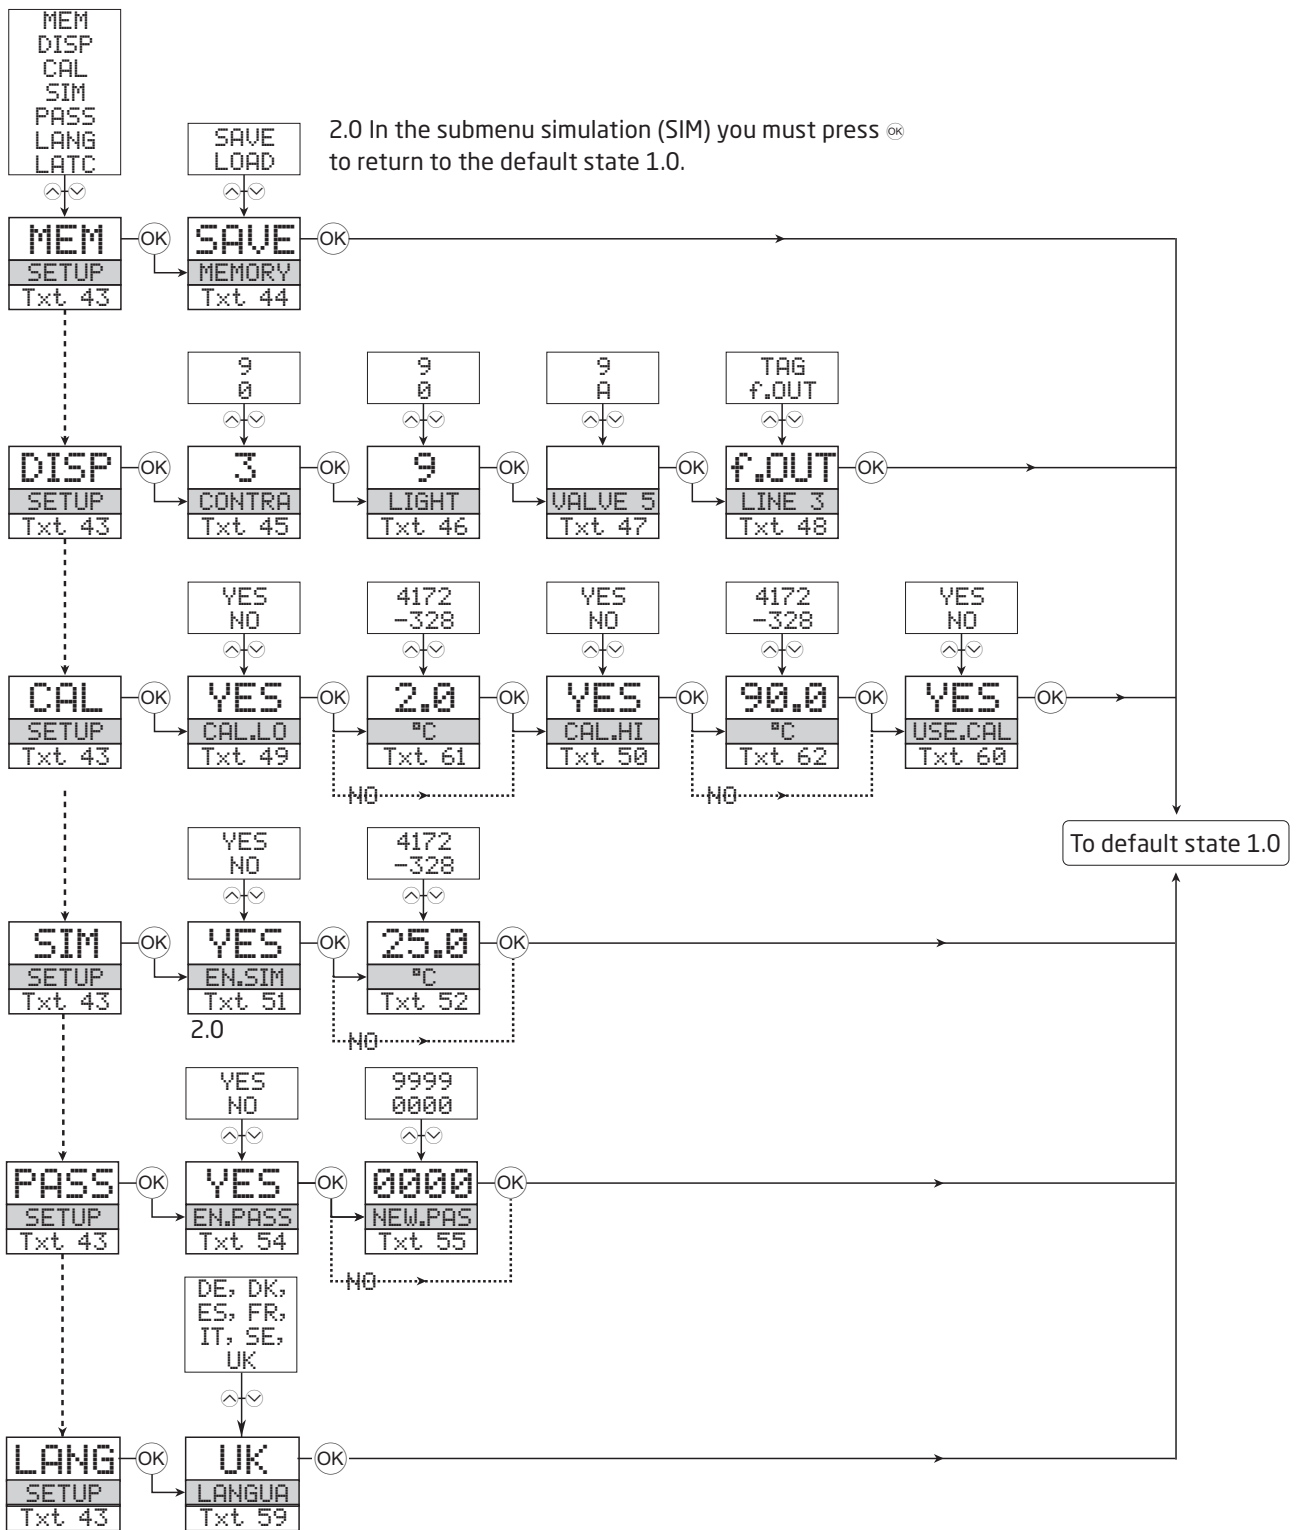 MEM
DISP
CAL
SIM
PASS
LANG
LATC
SAVE
LOAD
2.0 In the submenu simulation (SIM) you must press OK
to return to the default state 1.0.
MEM OK SAVE OK
SETUP MEMORY
Txt 43 Txt 44
9 9 9 TAG
0 0 A f.OUT
DISP OK 3 OK 9 OK OK f.OUT OK
SETUP CONTRA LIGHT VALVE 5 LINE 3
Txt 43 Txt 45 Txt 46 Txt 47 Txt 48
YES 4172 YES 4172 YES
NO -328 NO -328 NO
CAL OK YES OK 2.0 OK YES OK 90.0 OK YES OK
SETUP CAL.LO °C CAL.HI °C USE.CAL
Txt 43 Txt 49 Txt 61 Txt 50 Txt 62 Txt 60
NO NO
To default state 1.0
YES 4172
NO -328
SIM OK YES OK 25.0 OK
SETUP EN.SIM °C
Txt 43 Txt 51 Txt 52
2.0
NO
YES 9999
NO 0000
PASS OK YES OK 0000 OK
SETUP EN.PASS NEW.PAS
Txt 43 Txt 54 Txt 55
NO
DE, DK,
ES, FR,
IT, SE,
UK
LANG OK UK OK
SETUP LANGUA
Txt 43 Txt 59